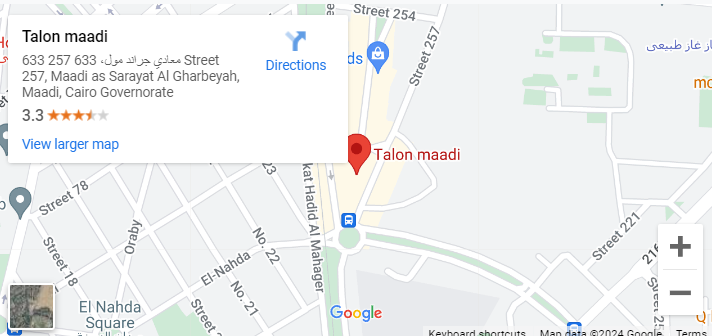 Talon maadi
633 257 معادي جراند مول، 633 Street
257, Maadi as Sarayat Al Gharbeyah,
Maadi, Cairo Governorate
3.3
View larger map
Directions
Street 254
Street 257
ds
از غاز طبيعى
mo
Talon maadi
Street 78
Oraby
Street 18
No. 22
No. 21
El-Nahda
kat Hadid Al Mahager
Street 221
216
El Nahda
Square
Google
Keyboard shortcuts
Map data ©2024 Google
Terms